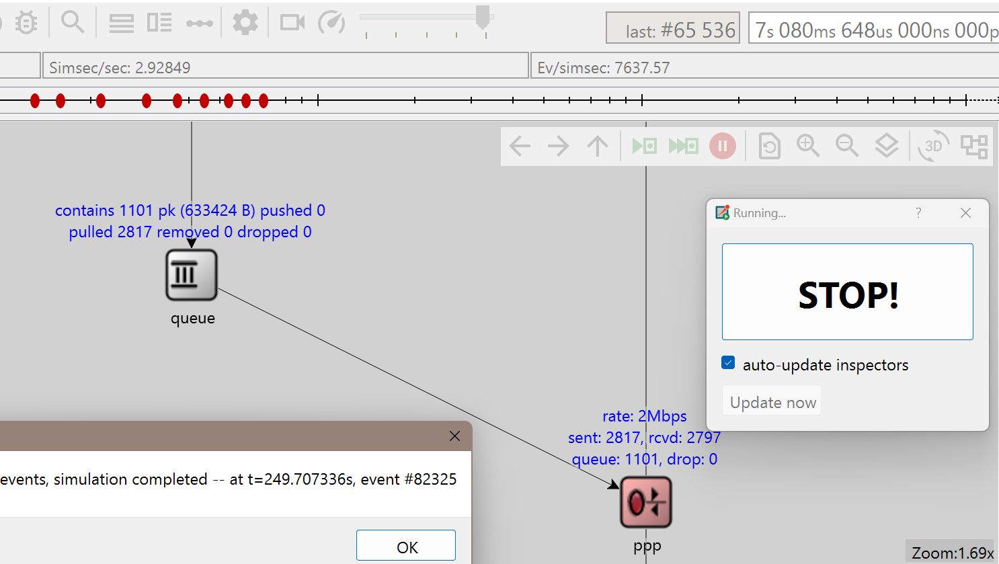 last: #65 536
7s 080ms 648us 000ns 000p
Simsec/sec: 2.92849
Ev/simsec: 7637.57
3D
contains 1101 pk (633424 B) pushed 0
pulled 2817 removed 0 dropped 0
queue
Running...
?
STOP!
auto-update inspectors
Update now
rate: 2Mbps
sent: 2817, rcvd: 2797
queue: 1101, drop: 0
ppp
events, simulation completed -- at t=249.707336s, event #82325
OK
Zoom:1.69x